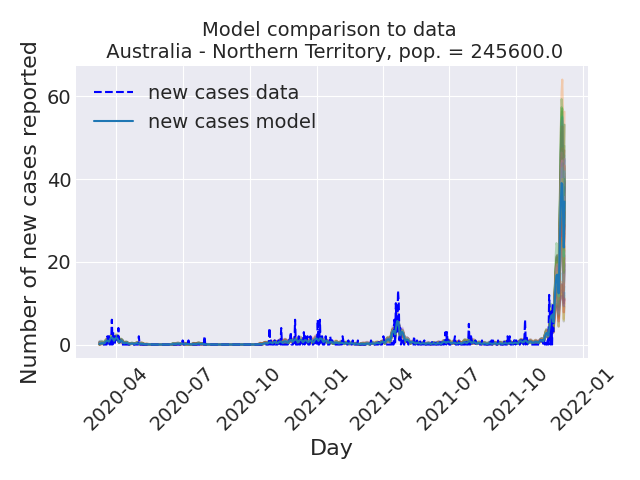 Model comparison to data
Australia - Northern Territory, pop. = 245600.0
new cases data
new cases model
Number of new cases reported
60
40
20
0
2020-04
2020-07
2020-10
2021-01
2021-04
2021-07
2021-10
2022-01
Day